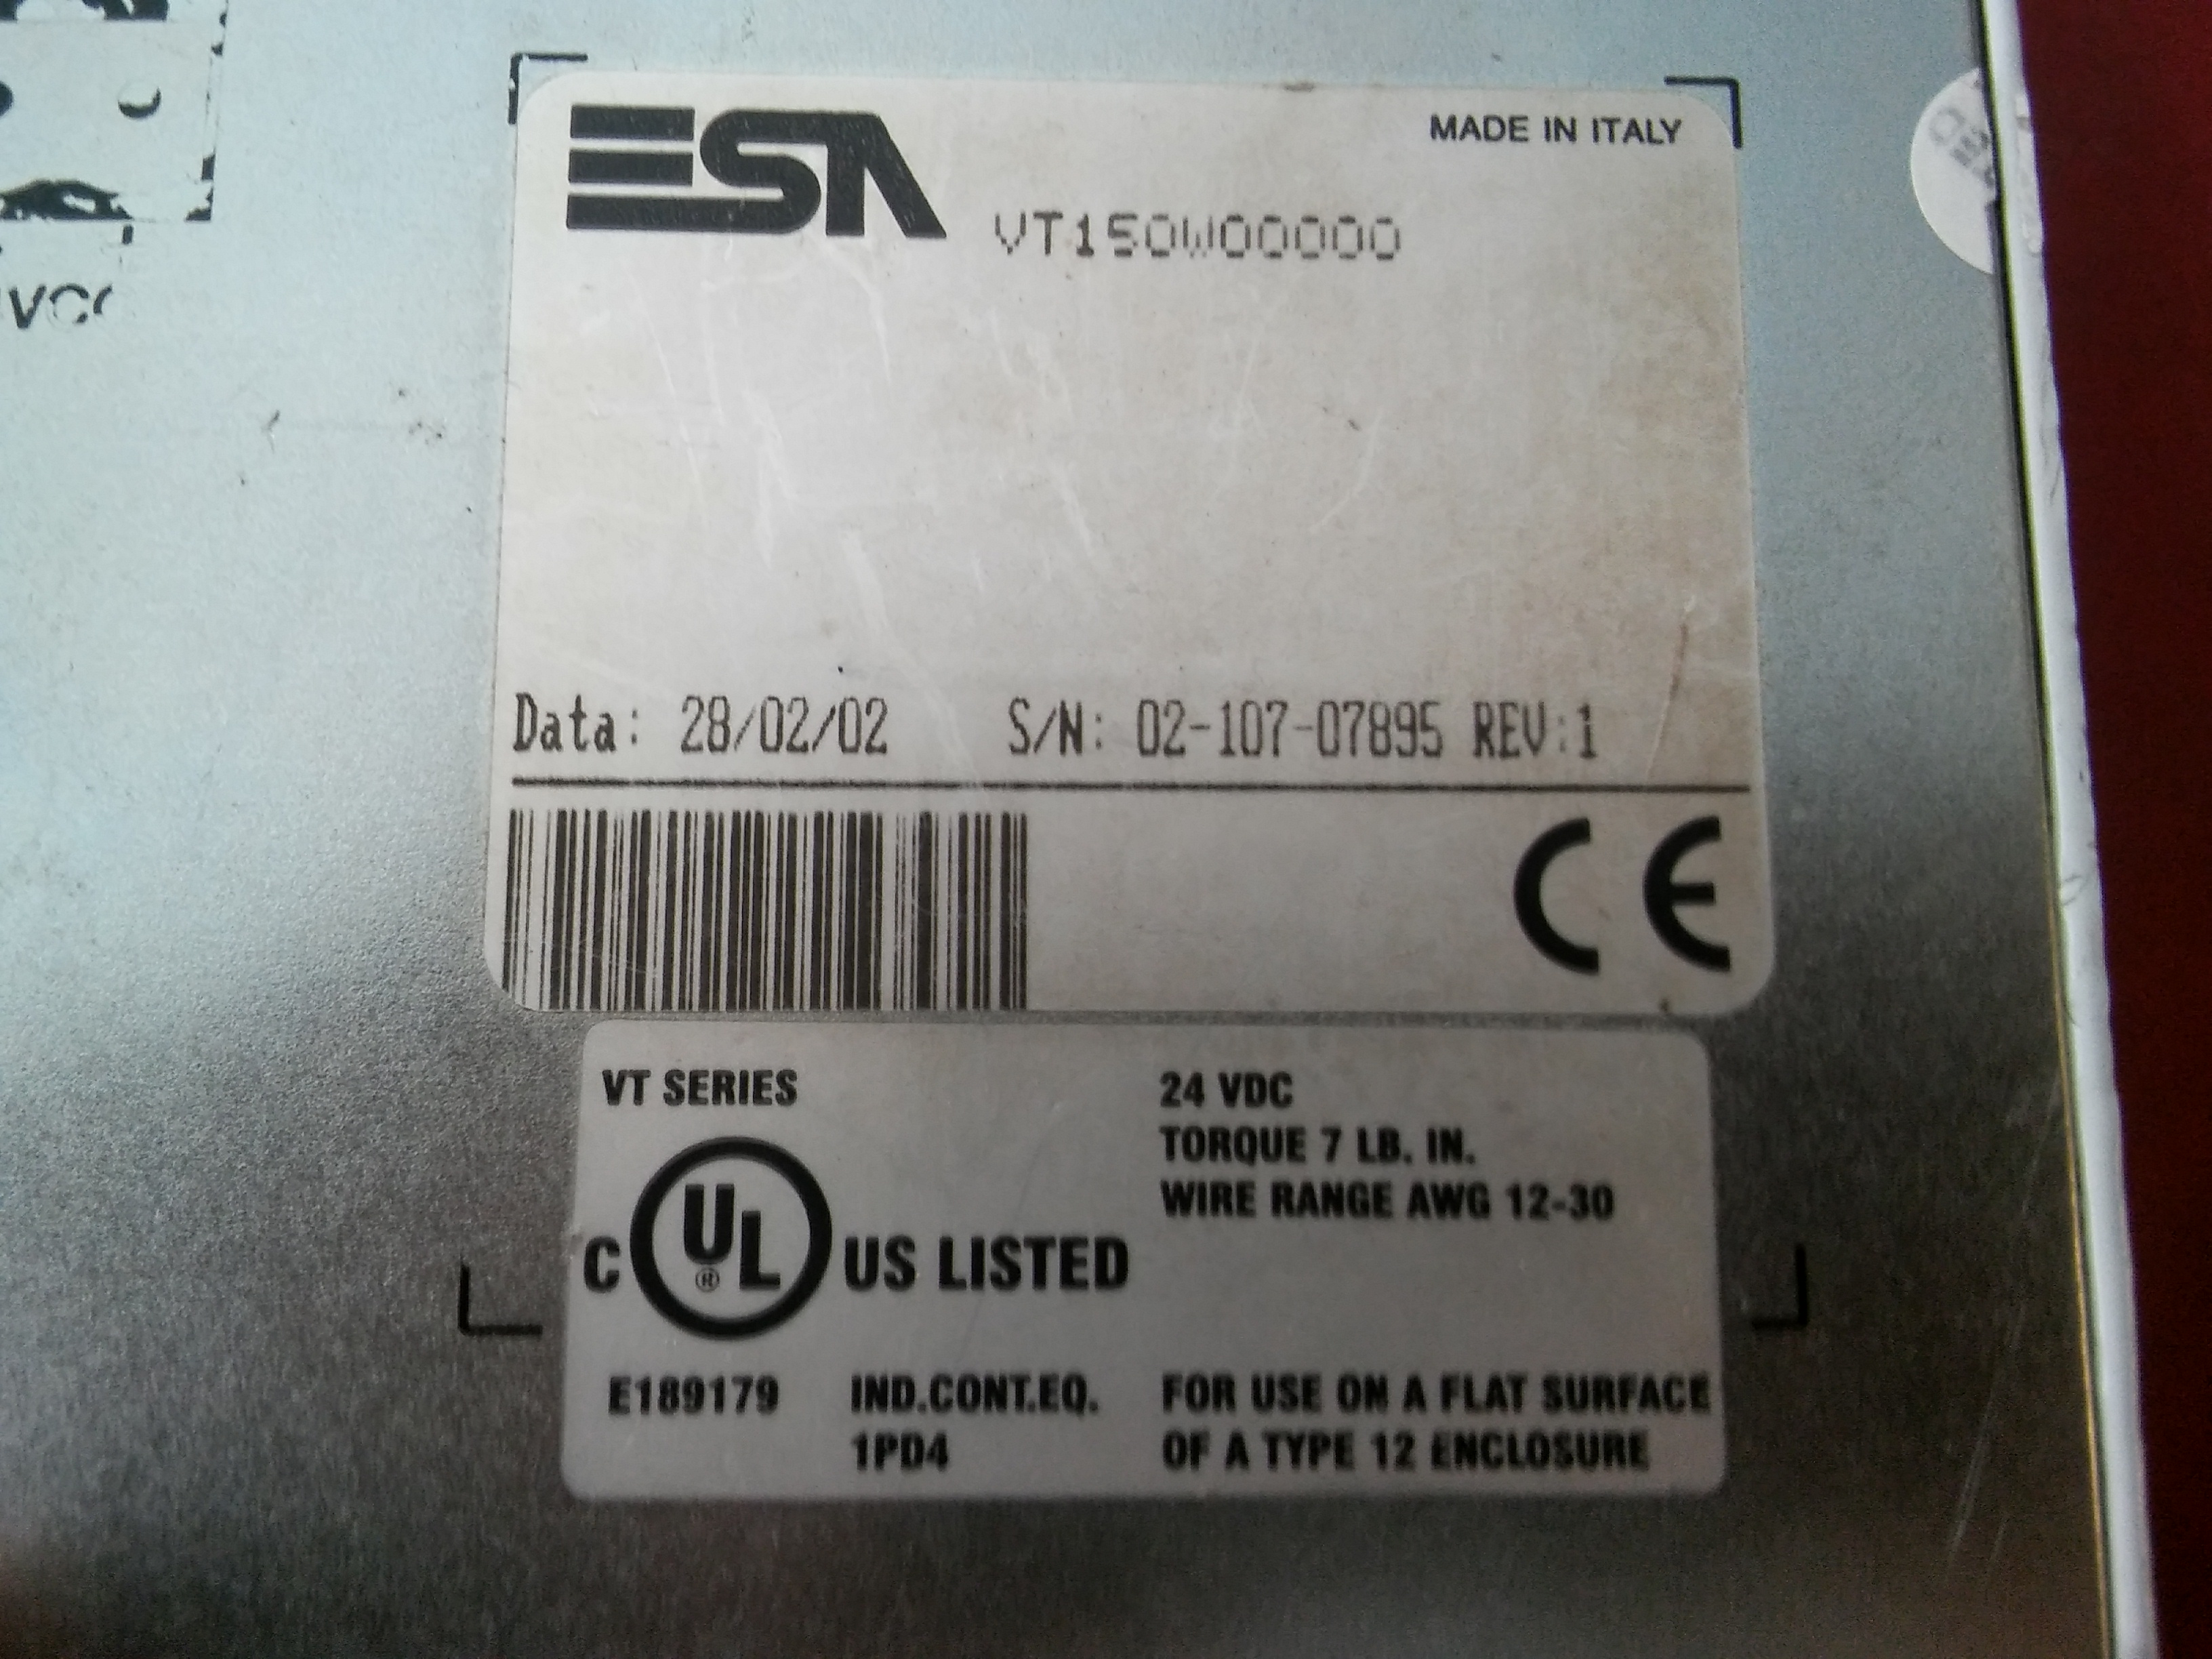 ESA
MADE IN ITALY
VT150W00000
Data: 28/02/02 S/N: 02-107-07895 REV:1
CE
VT SERIES
24 VDC
TORQUE 7 LB. IN.
WIRE RANGE AWG 12-30
C UL ® US LISTED
E189179
IND.CONT.EQ.
1PD4
FOR USE ON A FLAT SURFACE
OF A TYPE 12 ENCLOSURE